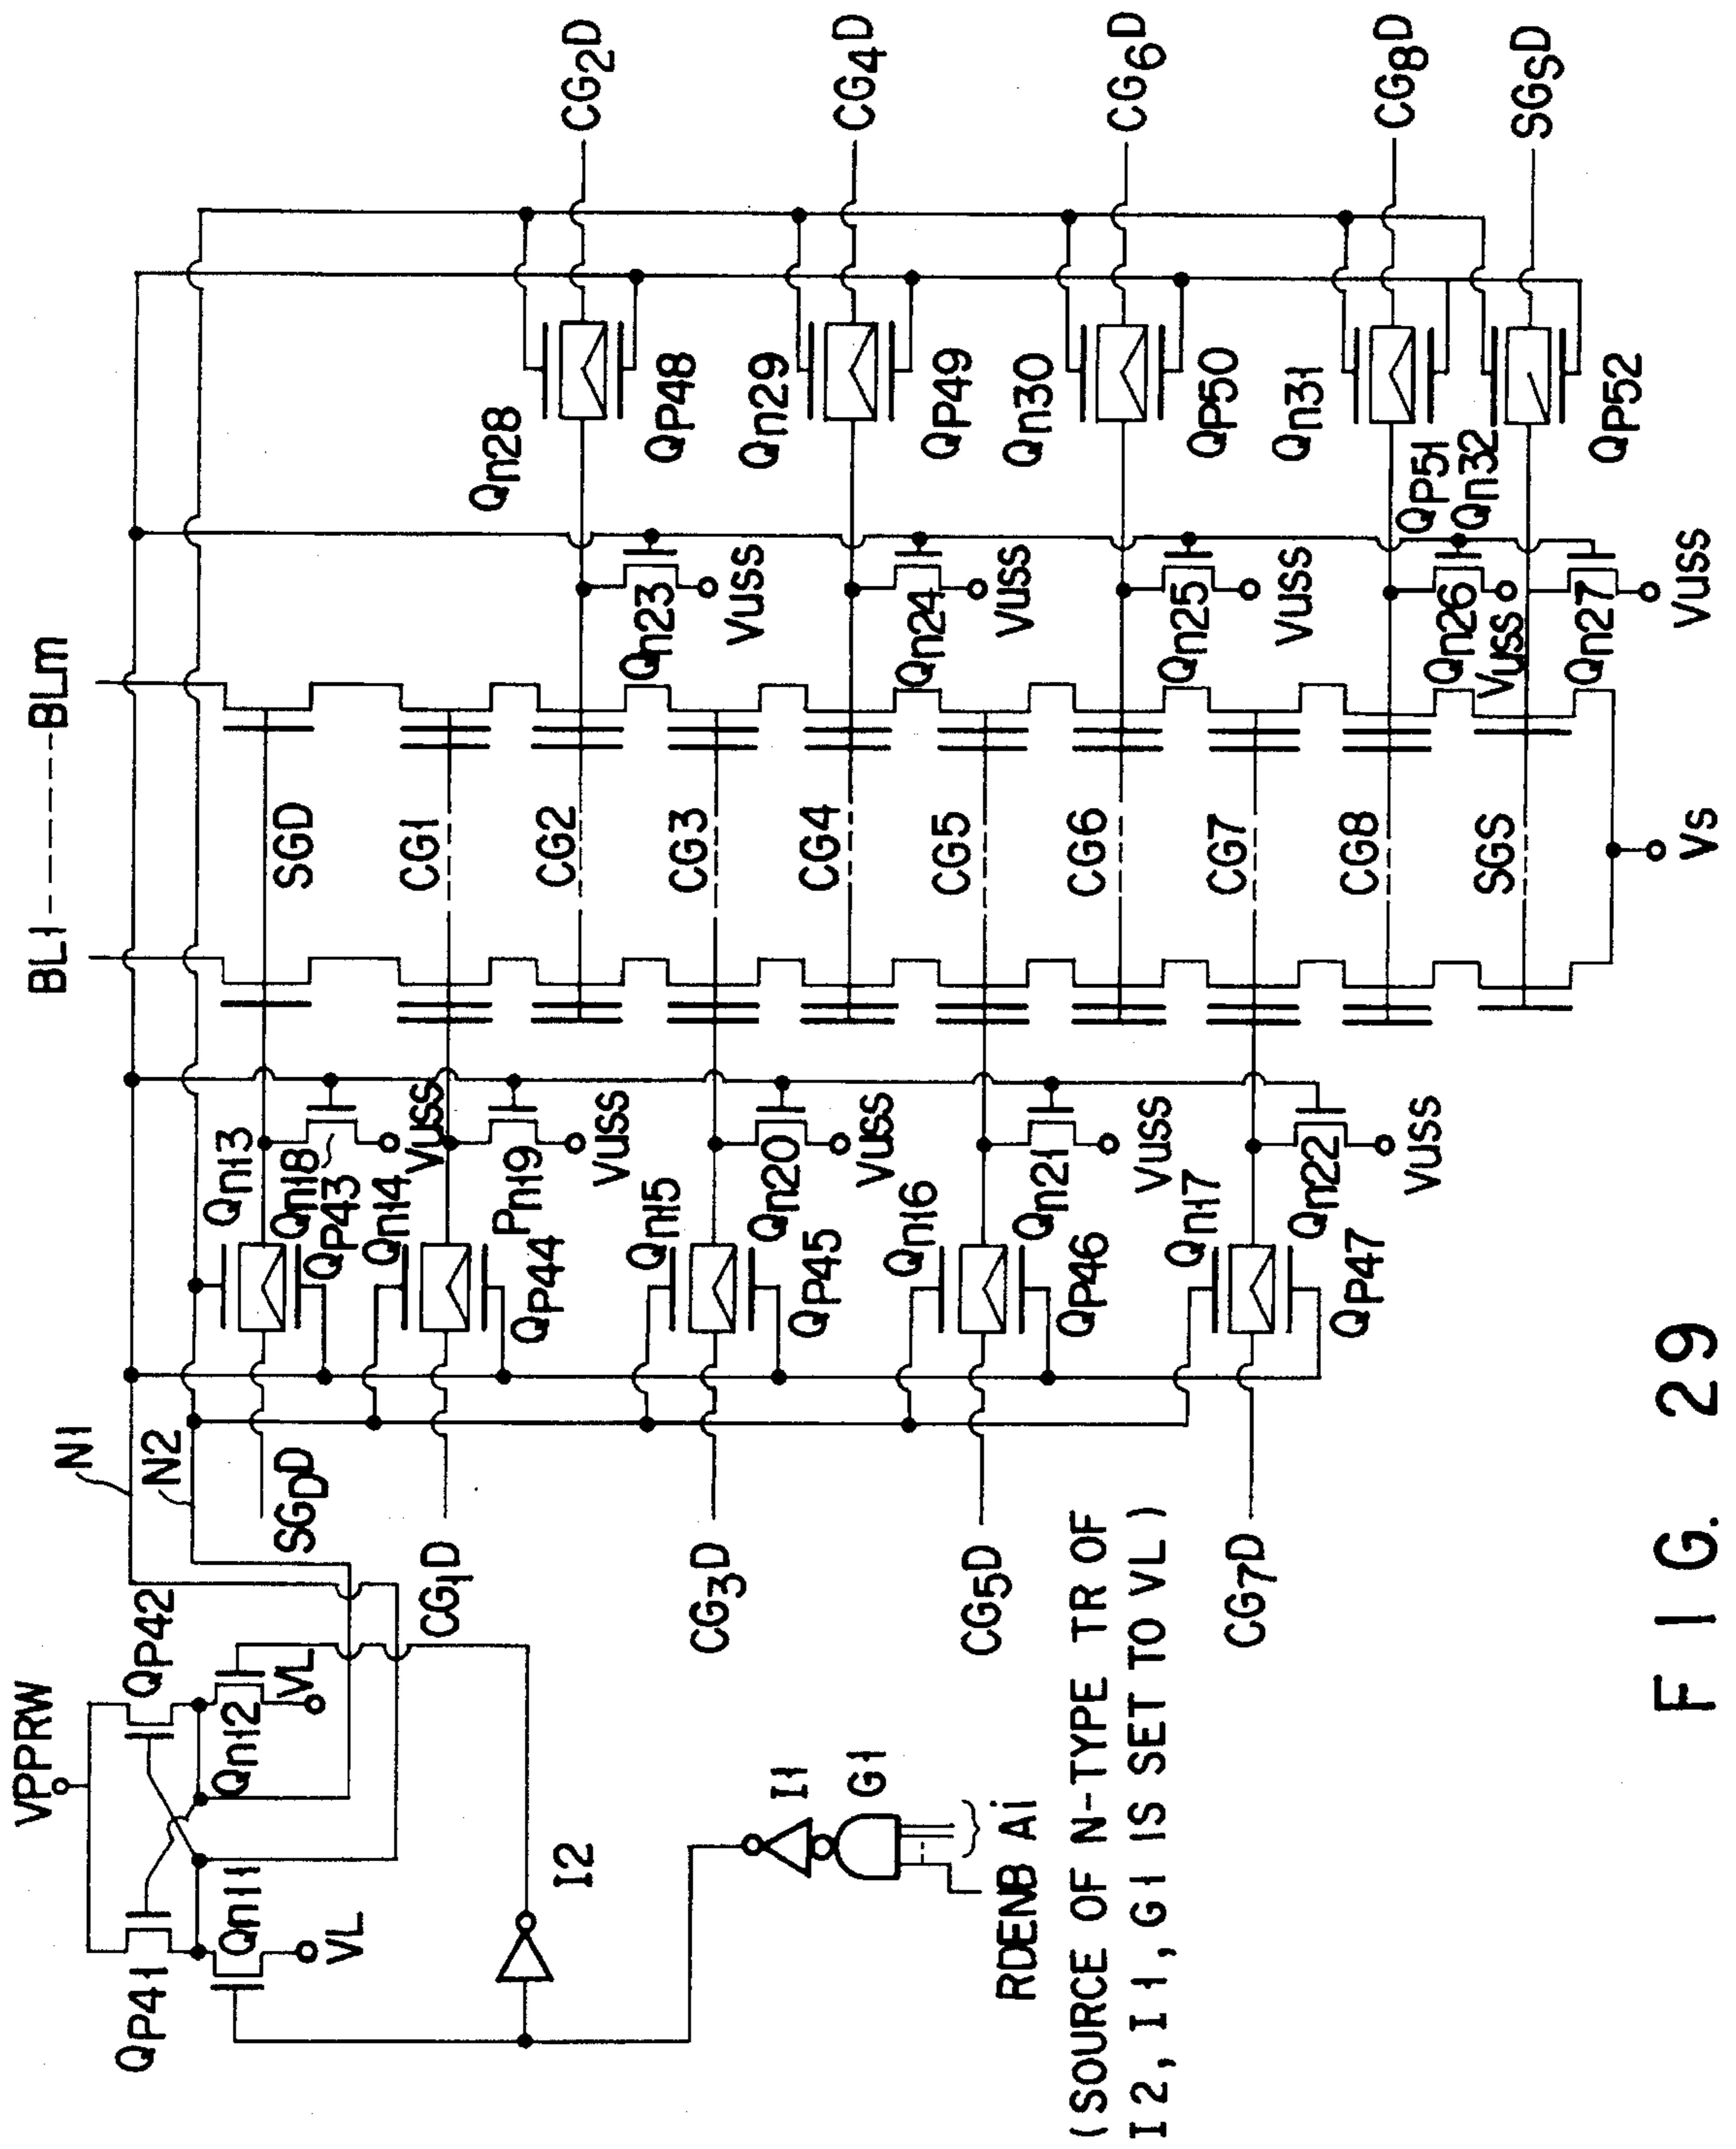 BL1 ------ BLm
VPPRW
QP41
QP42
Qn11
Qn12
VL
VL
I2
I1
G1
RDENB Ai
(SOURCE OF N-TYPE TR OF
I2, I1, G1 IS SET TO VL)
N1
N2
SGDD
CG1D
CG3D
CG5D
CG7D
Qn13
Qn18
QP43
Vuss
Qn14
Pn19
QP44
Vuss
Qn15
Qn20
QP45
Vuss
Qn16
Qn21
QP46
Vuss
Qn17
Qn22
QP47
Vuss
SGD
CG1
CG2
CG3
CG4
CG5
CG6
CG7
CG8
SGS
Vs
Qn23
Vuss
Qn24
Vuss
Qn25
Vuss
Qn26
Vuss
Qn27
Vuss
Qn28
QP48
Qn29
QP49
Qn30
QP50
Qn31
QP51
Qn32
QP52
CG2D
CG4D
CG6D
CG8D
SGSD
FIG. 29